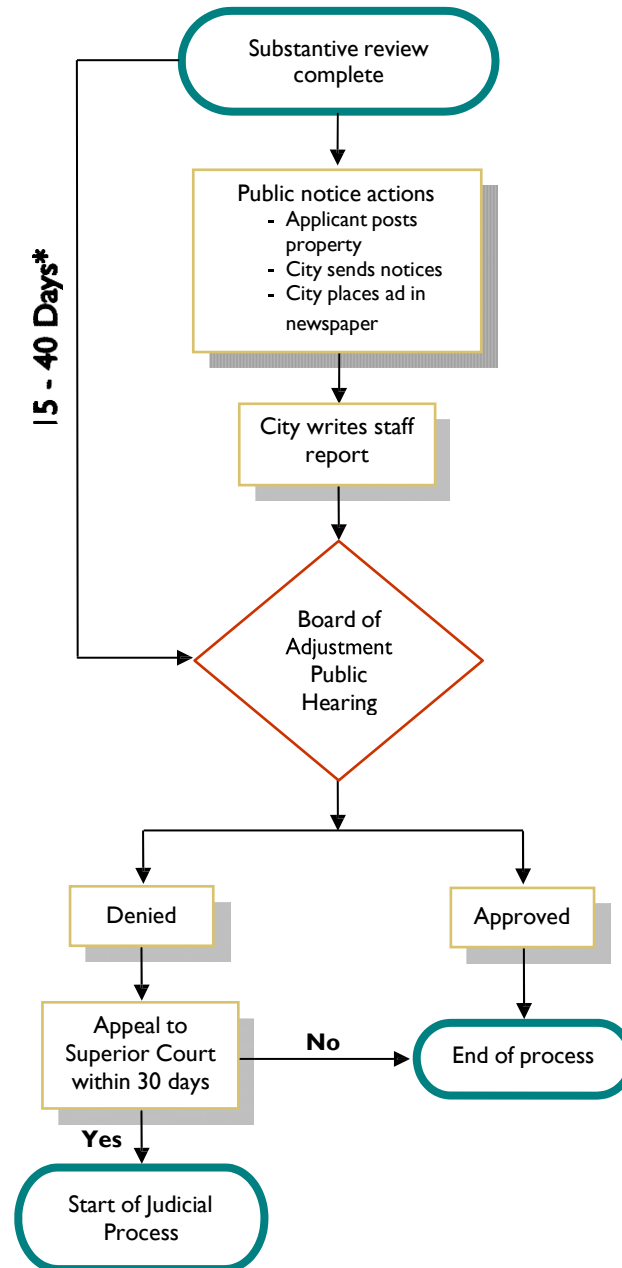 Substantive review
complete
15 - 40 Days*
Public notice actions
- Applicant posts
property
- City sends notices
- City places ad in
newspaper
City writes staff
report
Board of
Adjustment
Public
Hearing
Denied
Approved
Appeal to
Superior Court
within 30 days
No
End of process
Yes
Start of Judicial
Process